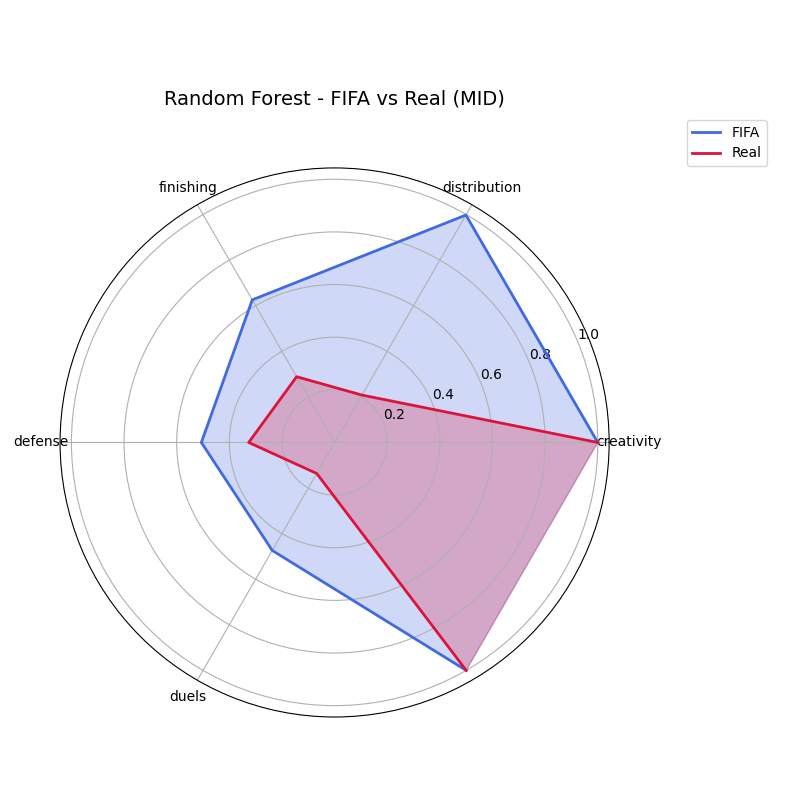 Random Forest - FIFA vs Real (MID)
FIFA
Real
finishing
distribution
1.0
0.8
0.6
0.4
0.2
defense
creativity
duels